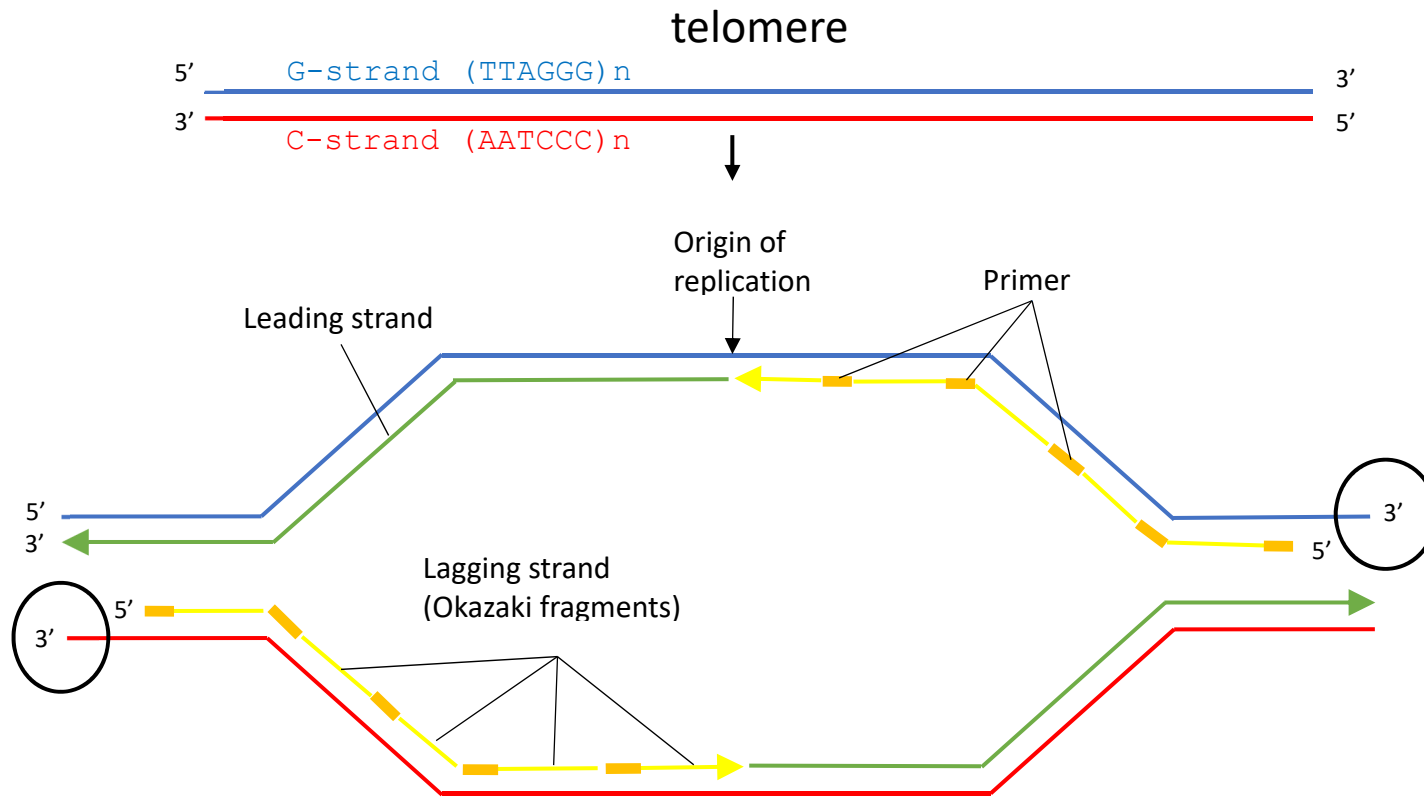 telomere
5’
G-strand (TTAGGG)n
3’
3’
C-strand (AATCCC)n
5’
Origin of
replication
Primer
Leading strand
5’
3’
3’
5’
Lagging strand
(Okazaki fragments)
5’
3’